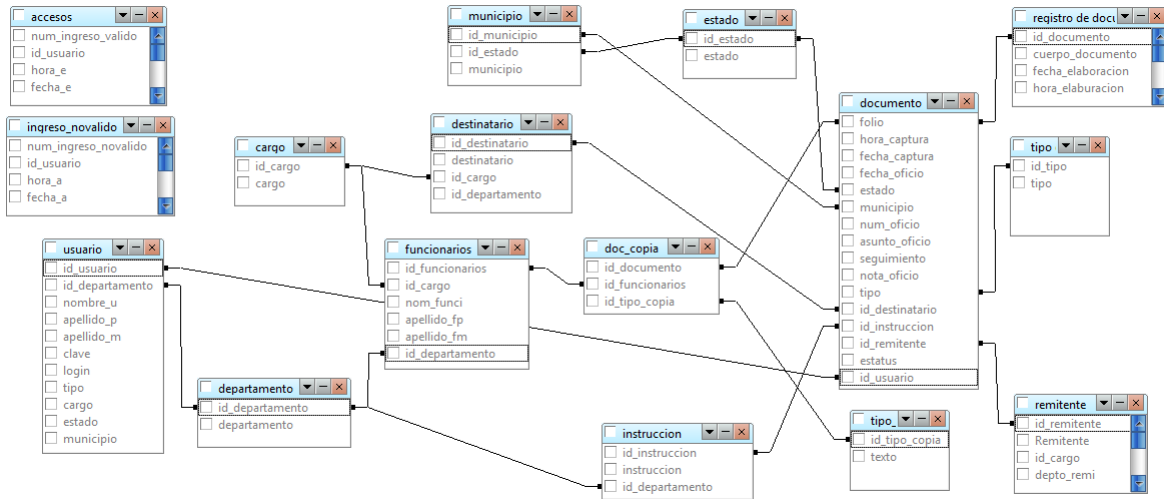 accesos
num_ingreso_valido
id_usuario
hora_e
fecha_e
municipio
id_municipio
id_estado
municipio
estado
id_estado
estado
registro de docu
id_documento
cuerpo_documento
fecha_elaboracion
hora_elaburacion
ingreso_novalido
num_ingreso_novalido
id_usuario
hora_a
fecha_a
cargo
id_cargo
cargo
destinatario
id_destinatario
destinatario
id_cargo
id_departamento
documento
folio
hora_captura
fecha_captura
fecha_oficio
estado
municipio
num_oficio
asunto_oficio
seguimiento
nota_oficio
tipo
id_destinatario
id_instruccion
id_remitente
estatus
id_usuario
tipo
id_tipo
tipo
usuario
id_usuario
id_departamento
nombre_u
apellido_p
apellido_m
clave
login
tipo
cargo
estado
municipio
funcionarios
id_funcionarios
id_cargo
nom_funci
apellido_fp
apellido_fm
id_departamento
doc_copia
id_documento
id_funcionarios
id_tipo_copia
departamento
id_departamento
departamento
instruccion
id_instruccion
instruccion
id_departamento
tipo_
id_tipo_copia
texto
remitente
id_remitente
Remitente
id_cargo
depto_remi